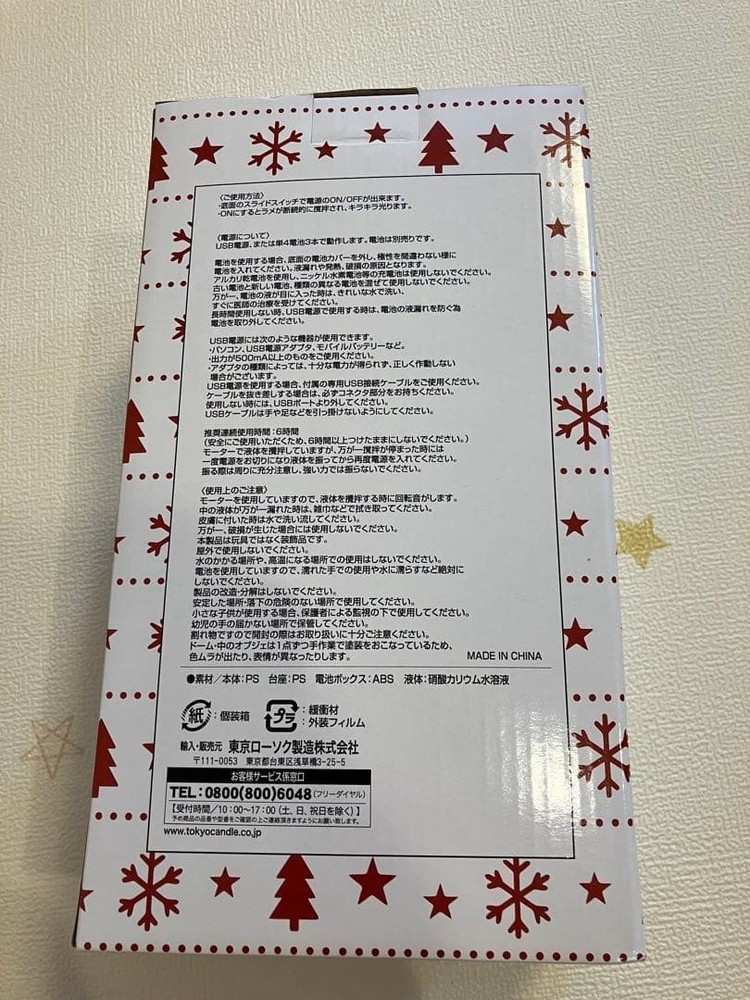 〈ご使用方法〉
・底面のスライドスイッチで電源のON/OFFが出来ます。
・ONにするとラメが断続的に撹拌され、キラキラ光ります。
〈電源について〉
USB電源、または単4電池3本で動作します。電池は別売りです。
電池を使用する場合、底面の電池カバーを外し、極性を間違わない様に
電池を入れてください。液漏れや発熱、破損の原因となります。
アルカリ乾電池を使用し、ニッケル水素電池等の充電池は使用しないでください。
古い電池と新しい電池、種類の異なる電池を混ぜて使用しないでください。
万が一、電池の液が目に入った時は、きれいな水で洗い、
すぐに医師の治療を受けてください。
長時間使用しない時、USB電源で使用する時は、電池の液漏れを防ぐ為
電池を取り外してください。
USB電源には次のような機器が使用できます。
・パソコン、USB電源アダプタ、モバイルバッテリーなど。
・出力が500mA以上のものをご使用ください。
・アダプタの種類によっては、十分な電力が得られず、正しく作動しない
場合がございます。
USB電源を使用する場合、付属の専用USB接続ケーブルをご使用ください。
ケーブルを抜き差しする場合は、必ずコネクタ部分をお持ちください。
使用しない時には、USBポートより外してください。
USBケーブルは手や足などを引っ掛けないようにしてください。
推奨連続使用時間：6時間
(安全にご使用いただくため、6時間以上つけたままにしないでください。)
モーターで液体を撹拌していますが、万が一撹拌が停まった時には
一度電源をお切りになり液体を振ってから再度電源を入れてください。
振る際は周りに充分注意し、強い力では振らないでください。
〈使用上のご注意〉
モーターを使用していますので、液体を撹拌する時に回転音がします。
中の液体が万が一漏れた時は、雑巾などで拭き取ってください。
皮膚に付いた時は水で洗い流してください。
万が一、破損が生じた場合には使用しないでください。
本製品は玩具ではなく装飾品です。
屋外で使用しないでください。
水のかかる場所や、高温になる場所での使用はしないでください。
電池を使用していますので、濡れた手での使用や水に濡らすなど絶対に
しないでください。
製品の改造・分解はしないでください。
安定した場所・落下の危険のない場所で使用してください。
小さな子供が使用する場合、保護者による監視の下で使用してください。
幼児の手の届かない場所で保管してください。
割れ物ですので開封の際はお取り扱いに十分ご注意ください。
ドーム・中のオブジェは1点ずつ手作業で塗装をおこなっているため、
色ムラが出たり、表情が異なったりします。
MADE IN CHINA
●素材／本体：PS 台座：PS 電池ボックス：ABS 液体：硝酸カリウム水溶液
紙：個装箱
プラ：緩衝材
：外装フィルム
輸入・販売元 東京ローソク製造株式会社
〒111-0053 東京都台東区浅草橋3-25-5
お客様サービス係窓口
TEL：0800(800)6048(フリーダイヤル)
【受付時間／10：00〜17：00（土、日、祝日を除く）】
予め商品の品番や型番をご確認の上ご連絡頂きますようにお願い致します。
www.tokyocandle.co.jp